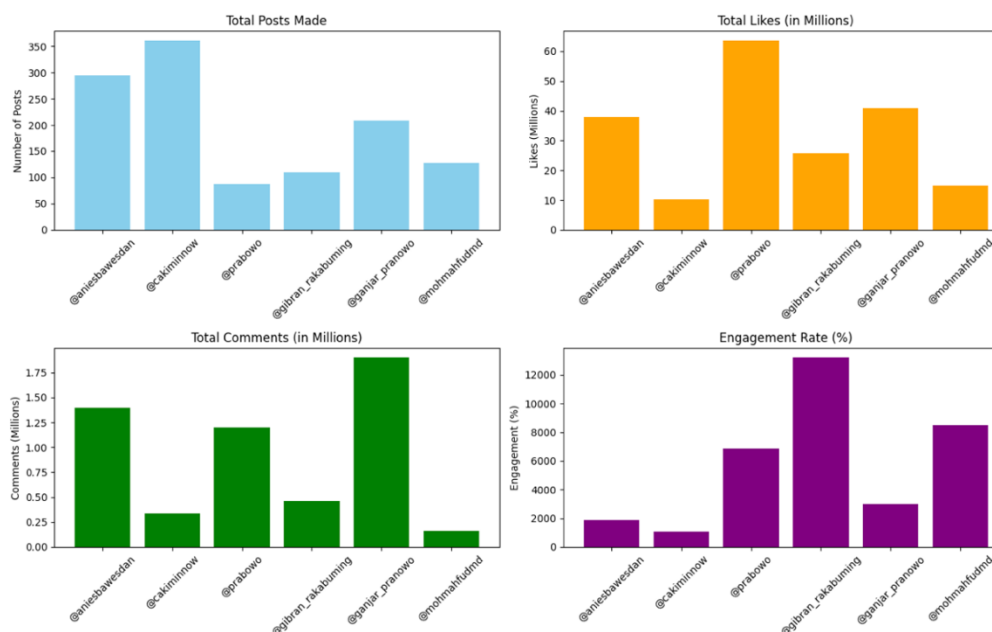 Total Posts Made
Number of Posts
350
300
250
200
150
100
50
0
@aniesbawesdan
@cakiminnow
@prabowo
@gibran_rakabuming
@ganjar_pranowo
@mohmahfudmd
Total Likes (in Millions)
Likes (Millions)
60
50
40
30
20
10
0
@aniesbawesdan
@cakiminnow
@prabowo
@gibran_rakabuming
@ganjar_pranowo
@mohmahfudmd
Total Comments (in Millions)
Comments (Millions)
1.75
1.50
1.25
1.00
0.75
0.50
0.25
0.00
@aniesbawesdan
@cakiminnow
@prabowo
@gibran_rakabuming
@ganjar_pranowo
@mohmahfudmd
Engagement Rate (%)
Engagement (%)
12000
10000
8000
6000
4000
2000
0
@aniesbawesdan
@cakiminnow
@prabowo
@gibran_rakabuming
@ganjar_pranowo
@mohmahfudmd